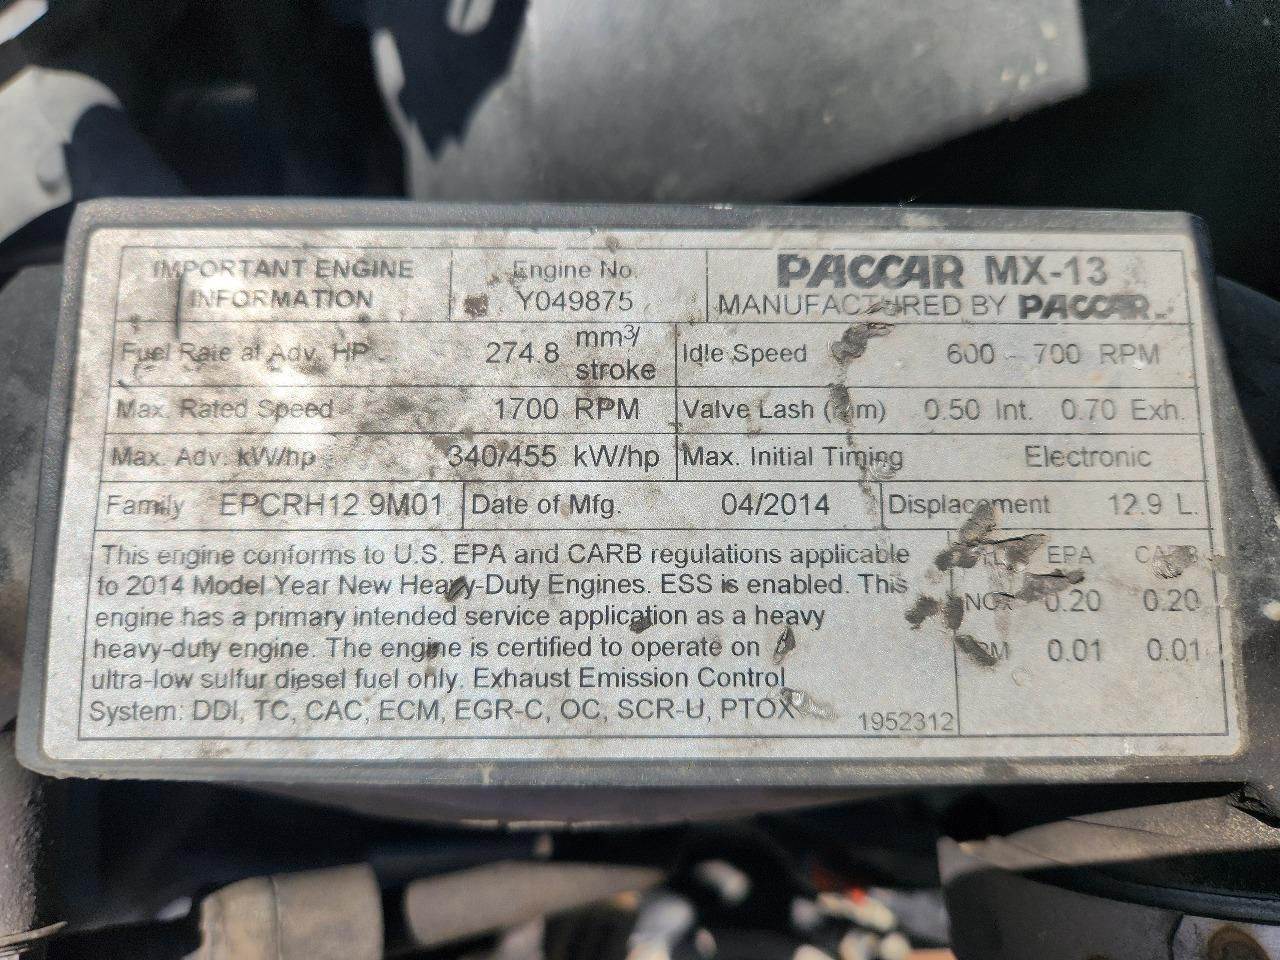 IMPORTANT ENGINE INFORMATION
Engine No.
Y049875
PACCAR MX-13
MANUFACTURED BY PACCAR
Fuel Rate at Adv. HP 274.8 mm3/ stroke
Idle Speed 600 - 700 RPM
Max. Rated Speed 1700 RPM
Valve Lash (mm) 0.50 Int. 0.70 Exh.
Max. Adv. kW/hp 340/455 kW/hp
Max. Initial Timing Electronic
Family EPCRH12.9M01
Date of Mfg. 04/2014
Displacement 12.9 L.
This engine conforms to U.S. EPA and CARB regulations applicable
to 2014 Model Year New Heavy-Duty Engines. ESS is enabled. This
engine has a primary intended service application as a heavy
heavy-duty engine. The engine is certified to operate on
ultra-low sulfur diesel fuel only. Exhaust Emission Control
System: DDI, TC, CAC, ECM, EGR-C, OC, SCR-U, PTOX
1952312
EPA CARB
NOx 0.20 0.20
PM 0.01 0.01